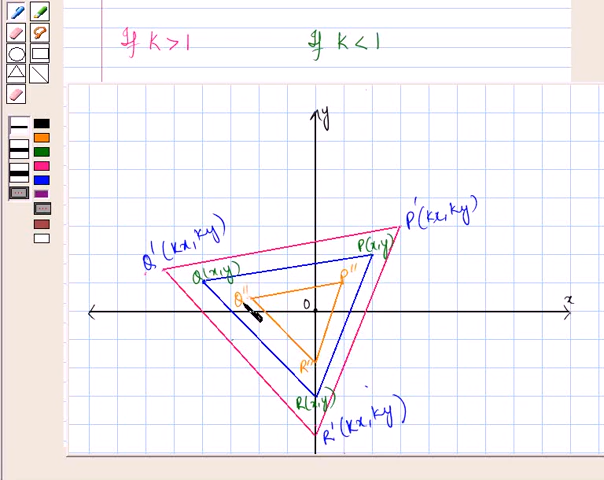 If K > 1
If K < 1
y
P'(Kx, Ky)
Q'(Kx, Ky)
P(x, y)
Q(x, y)
P''
Q''
O
x
R''
R(x, y)
R'(Kx, Ky)